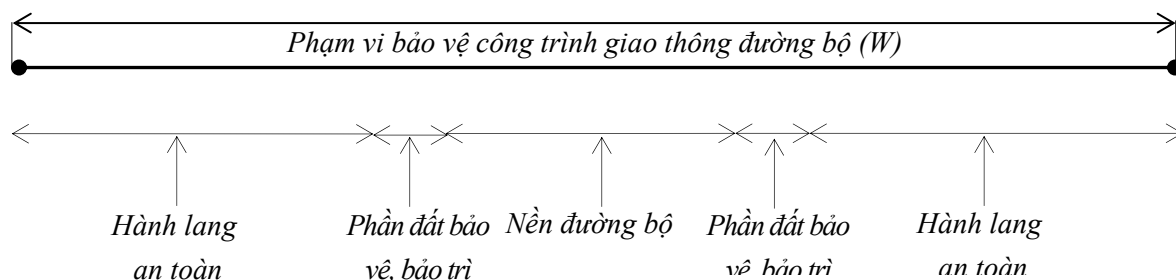 Phạm vi bảo vệ công trình giao thông đường bộ (W)
Hành lang
an toàn
Phần đất bảo
vệ, bảo trì
Nền đường bộ
Phần đất bảo
vệ, bảo trì
Hành lang
an toàn